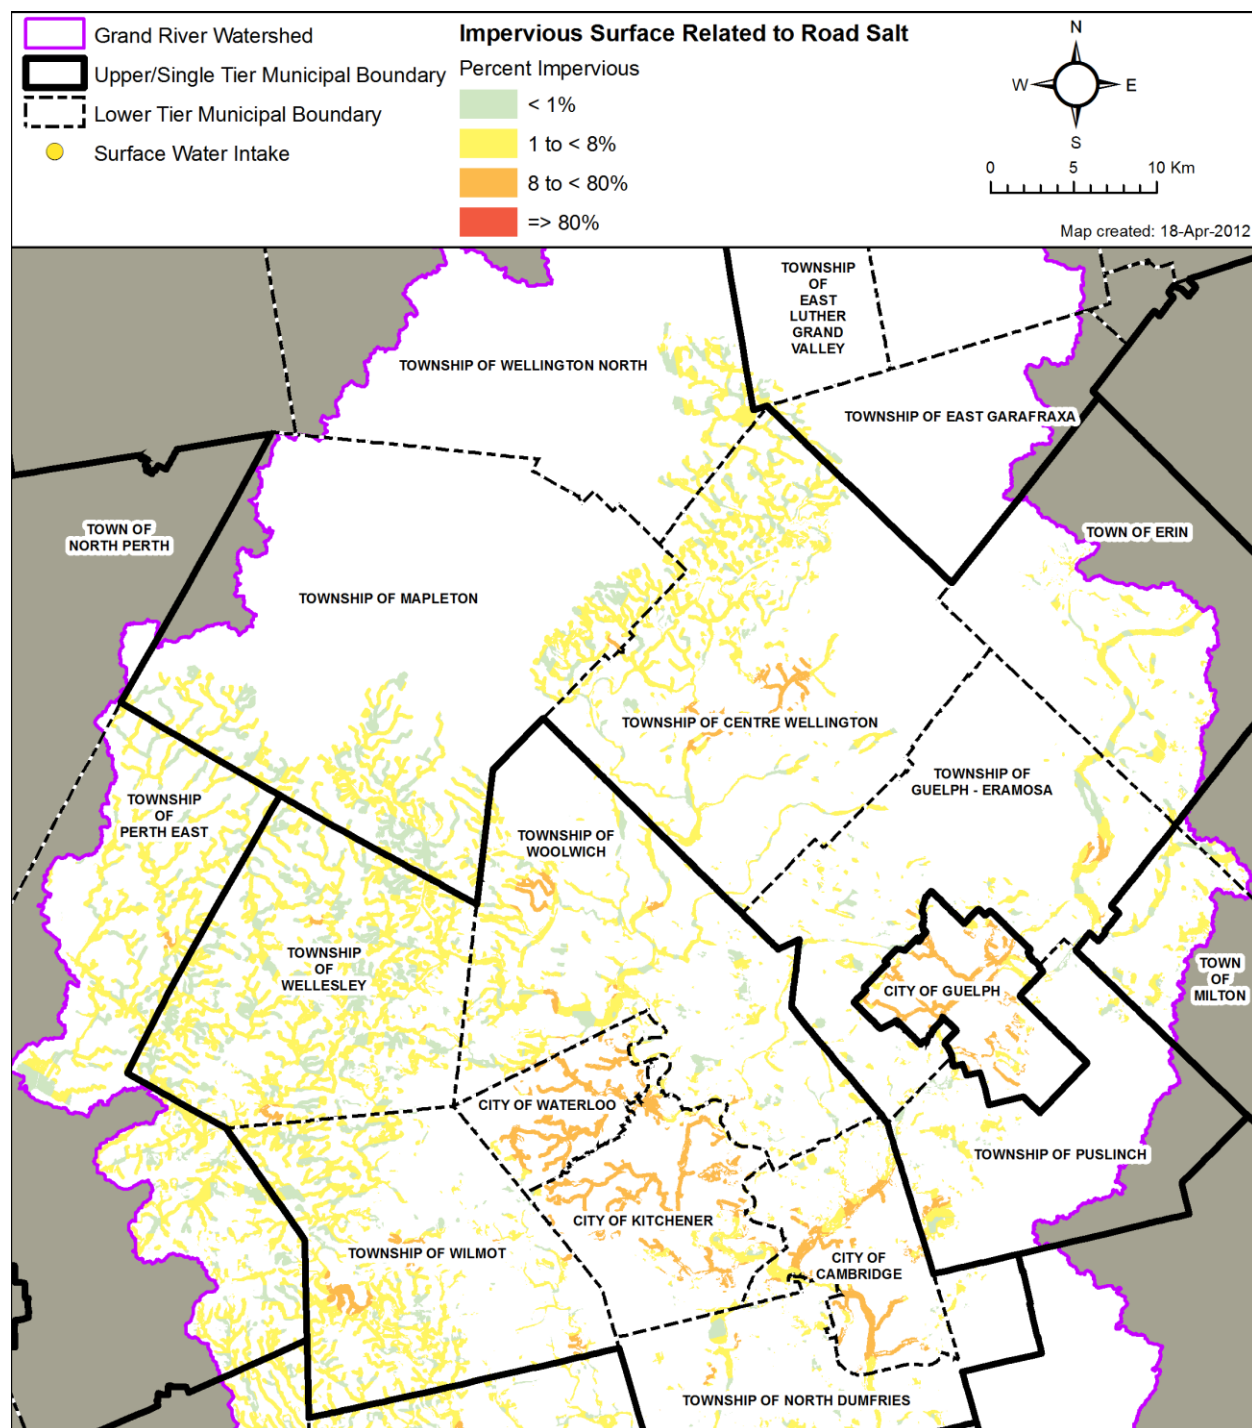 Grand River Watershed
Upper/Single Tier Municipal Boundary
Lower Tier Municipal Boundary
Surface Water Intake
Impervious Surface Related to Road Salt
Percent Impervious
< 1%
1 to < 8%
8 to < 80%
=> 80%
N
W
E
S
0 5 10 Km
Map created: 18-Apr-2012
TOWNSHIP
OF
EAST
LUTHER
GRAND
VALLEY
TOWNSHIP OF WELLINGTON NORTH
TOWNSHIP OF EAST GARAFRAXA
TOWN OF
NORTH PERTH
TOWN OF ERIN
TOWNSHIP OF MAPLETON
TOWNSHIP OF CENTRE WELLINGTON
TOWNSHIP OF
GUELPH - ERAMOSA
TOWNSHIP
OF
PERTH EAST
TOWNSHIP OF
WOOLWICH
TOWNSHIP
OF
WELLESLEY
CITY OF GUELPH
TOWN
OF
MILTON
CITY OF WATERLOO
TOWNSHIP OF PUSLINCH
CITY OF KITCHENER
TOWNSHIP OF WILMOT
CITY OF
CAMBRIDGE
TOWNSHIP OF NORTH DUMFRIES